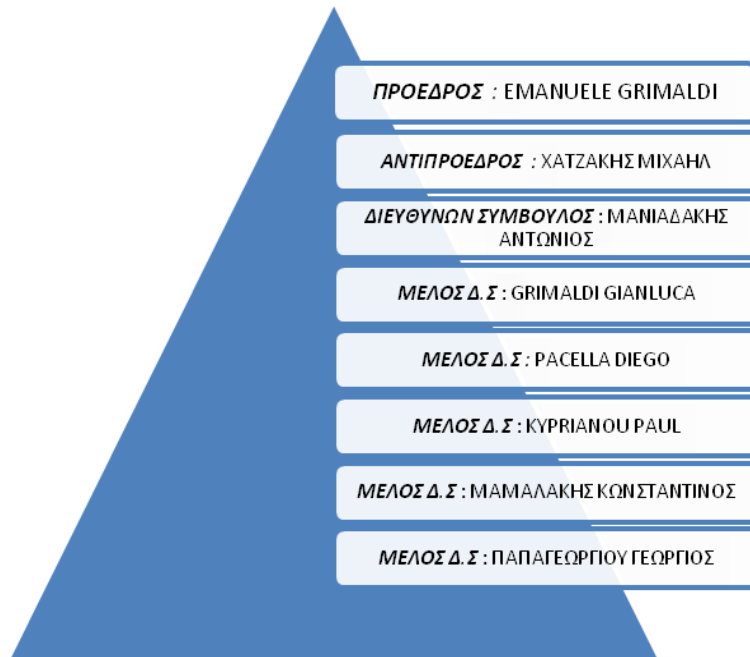 ΠΡΟΕΔΡΟΣ : EMANUELE GRIMALDI
ΑΝΤΙΠΡΟΕΔΡΟΣ : ΧΑΤΖΑΚΗΣ ΜΙΧΑΗΛ
ΔΙΕΥΘΥΝΩΝ ΣΥΜΒΟΥΛΟΣ : ΜΑΝΙΑΔΑΚΗΣ
ΑΝΤΩΝΙΟΣ
ΜΕΛΟΣ Δ.Σ : GRIMALDI GIANLUCA
ΜΕΛΟΣ Δ.Σ : PACELLA DIEGO
ΜΕΛΟΣ Δ.Σ : KYPRIANOU PAUL
ΜΕΛΟΣ Δ.Σ : ΜΑΜΑΛΑΚΗΣ ΚΩΝΣΤΑΝΤΙΝΟΣ
ΜΕΛΟΣ Δ.Σ : ΠΑΠΑΓΕΩΡΓΙΟΥ ΓΕΩΡΓΙΟΣ